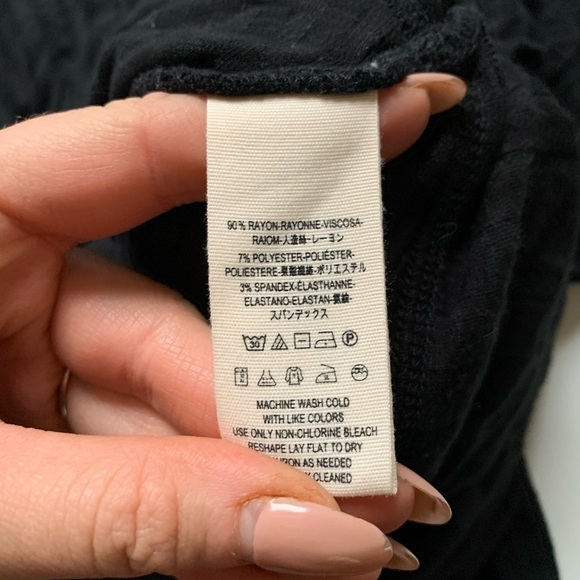 90% RAYON-RAYONNE-VISCOSA-
RAIOM-人造絲-レーヨン
7% POLYESTER-POLIÉSTER-
POLIESTERE-聚酯纖維-ポリエステル
3% SPANDEX-ÉLASTHANNE-
ELASTANO-ELASTAN-氨綸-
スパンデックス
30 P
MACHINE WASH COLD
WITH LIKE COLORS
USE ONLY NON-CHLORINE BLEACH
RESHAPE LAY FLAT TO DRY
IRON AS NEEDED
CLEANED